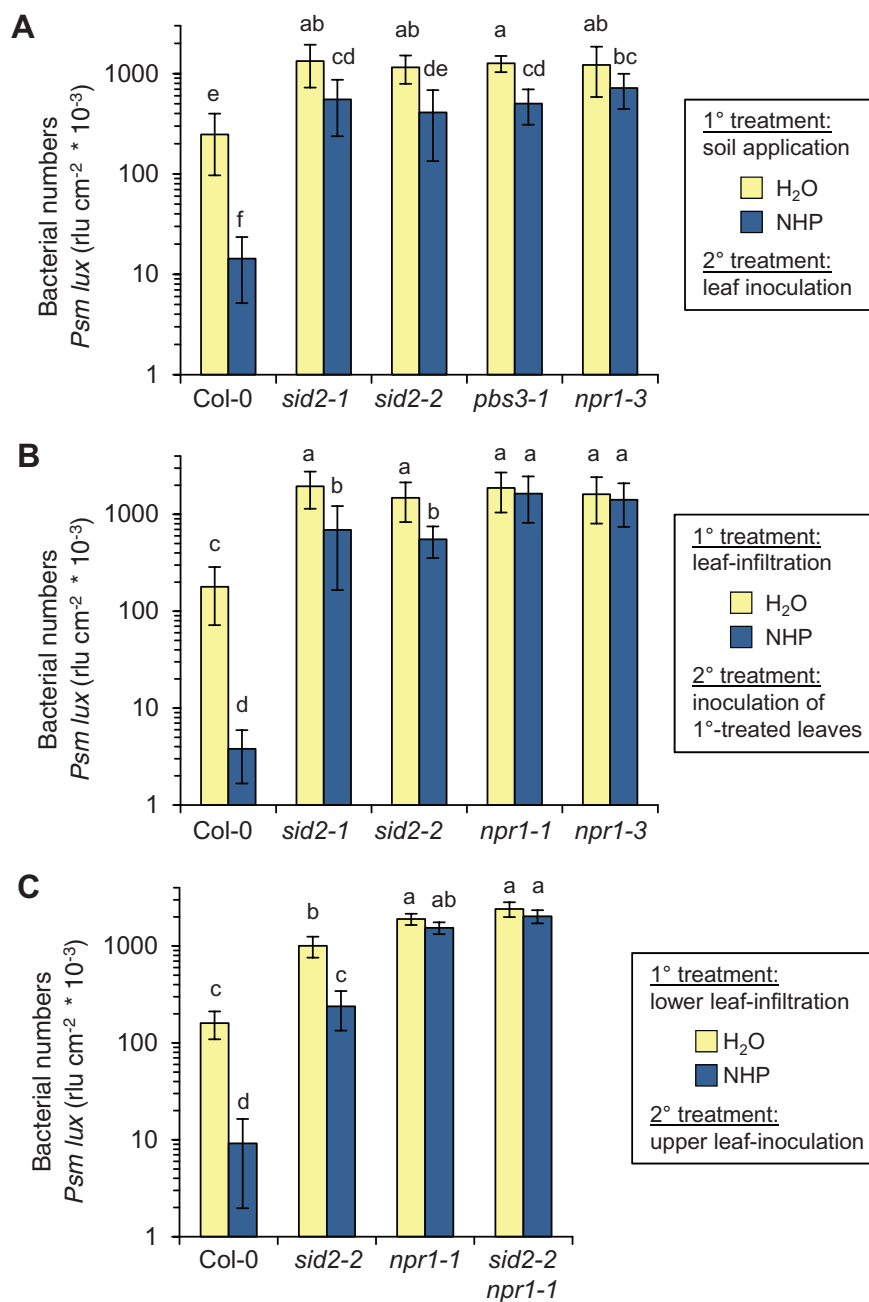 A
Bacterial numbers
Psm lux (rlu cm⁻² * 10⁻³)
1000
100
10
1
e
f
ab
cd
ab
de
a
cd
ab
bc
Col-0
sid2-1
sid2-2
pbs3-1
npr1-3
1° treatment:
soil application
H₂O
NHP
2° treatment:
leaf inoculation
B
Bacterial numbers
Psm lux (rlu cm⁻² * 10⁻³)
1000
100
10
1
c
d
a
b
a
b
a
a
a
a
Col-0
sid2-1
sid2-2
npr1-1
npr1-3
1° treatment:
leaf-infiltration
H₂O
NHP
2° treatment:
inoculation of
1°-treated leaves
C
Bacterial numbers
Psm lux (rlu cm⁻² * 10⁻³)
1000
100
10
1
c
d
b
c
a
ab
a
a
Col-0
sid2-2
npr1-1
sid2-2
npr1-1
1° treatment:
lower leaf-infiltration
H₂O
NHP
2° treatment:
upper leaf-inoculation